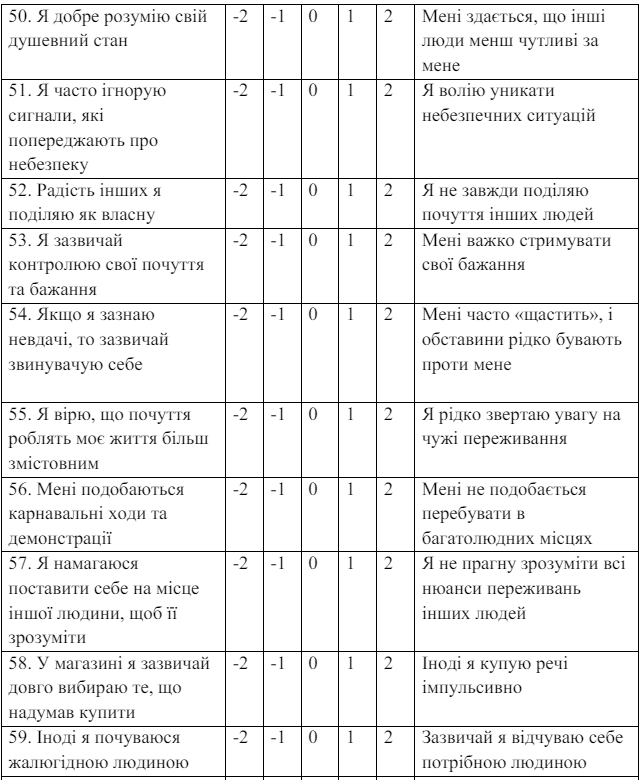 50. Я добре розумію свій -2 -1 0 1 2 Мені здається, що інші
душевний стан люди менш чутливі за
мене
51. Я часто ігнорую -2 -1 0 1 2 Я волію уникати
сигнали, які небезпечних ситуацій
попереджають про
небезпеку
52. Радість інших я -2 -1 0 1 2 Я не завжди поділяю
поділяю як власну почуття інших людей
53. Я зазвичай -2 -1 0 1 2 Мені важко стримувати
контролюю свої почуття свої бажання
та бажання
54. Якщо я зазнаю -2 -1 0 1 2 Мені часто «щастить», і
невдачі, то зазвичай обставини рідко бувають
звинувачую себе проти мене
55. Я вірю, що почуття -2 -1 0 1 2 Я рідко звертаю увагу на
роблять моє життя більш чужі переживання
змістовним
56. Мені подобаються -2 -1 0 1 2 Мені не подобається
карнавальні ходи та перебувати в
демонстрації багатолюдних місцях
57. Я намагаюся -2 -1 0 1 2 Я не прагну зрозуміти всі
поставити себе на місце нюанси переживань
іншої людини, щоб її інших людей
зрозуміти
58. У магазині я зазвичай -2 -1 0 1 2 Іноді я купую речі
довго вибираю те, що імпульсивно
надумав купити
59. Іноді я почуваюся -2 -1 0 1 2 Зазвичай я відчуваю себе
жалюгідною людиною потрібною людиною